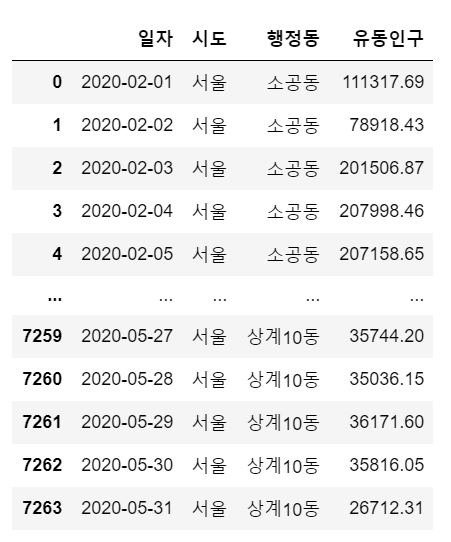 일자 시도 행정동 유동인구
0 2020-02-01 서울 소공동 111317.69
1 2020-02-02 서울 소공동 78918.43
2 2020-02-03 서울 소공동 201506.87
3 2020-02-04 서울 소공동 207998.46
4 2020-02-05 서울 소공동 207158.65
... ... ... ... ...
7259 2020-05-27 서울 상계10동 35744.20
7260 2020-05-28 서울 상계10동 35036.15
7261 2020-05-29 서울 상계10동 36171.60
7262 2020-05-30 서울 상계10동 35816.05
7263 2020-05-31 서울 상계10동 26712.31